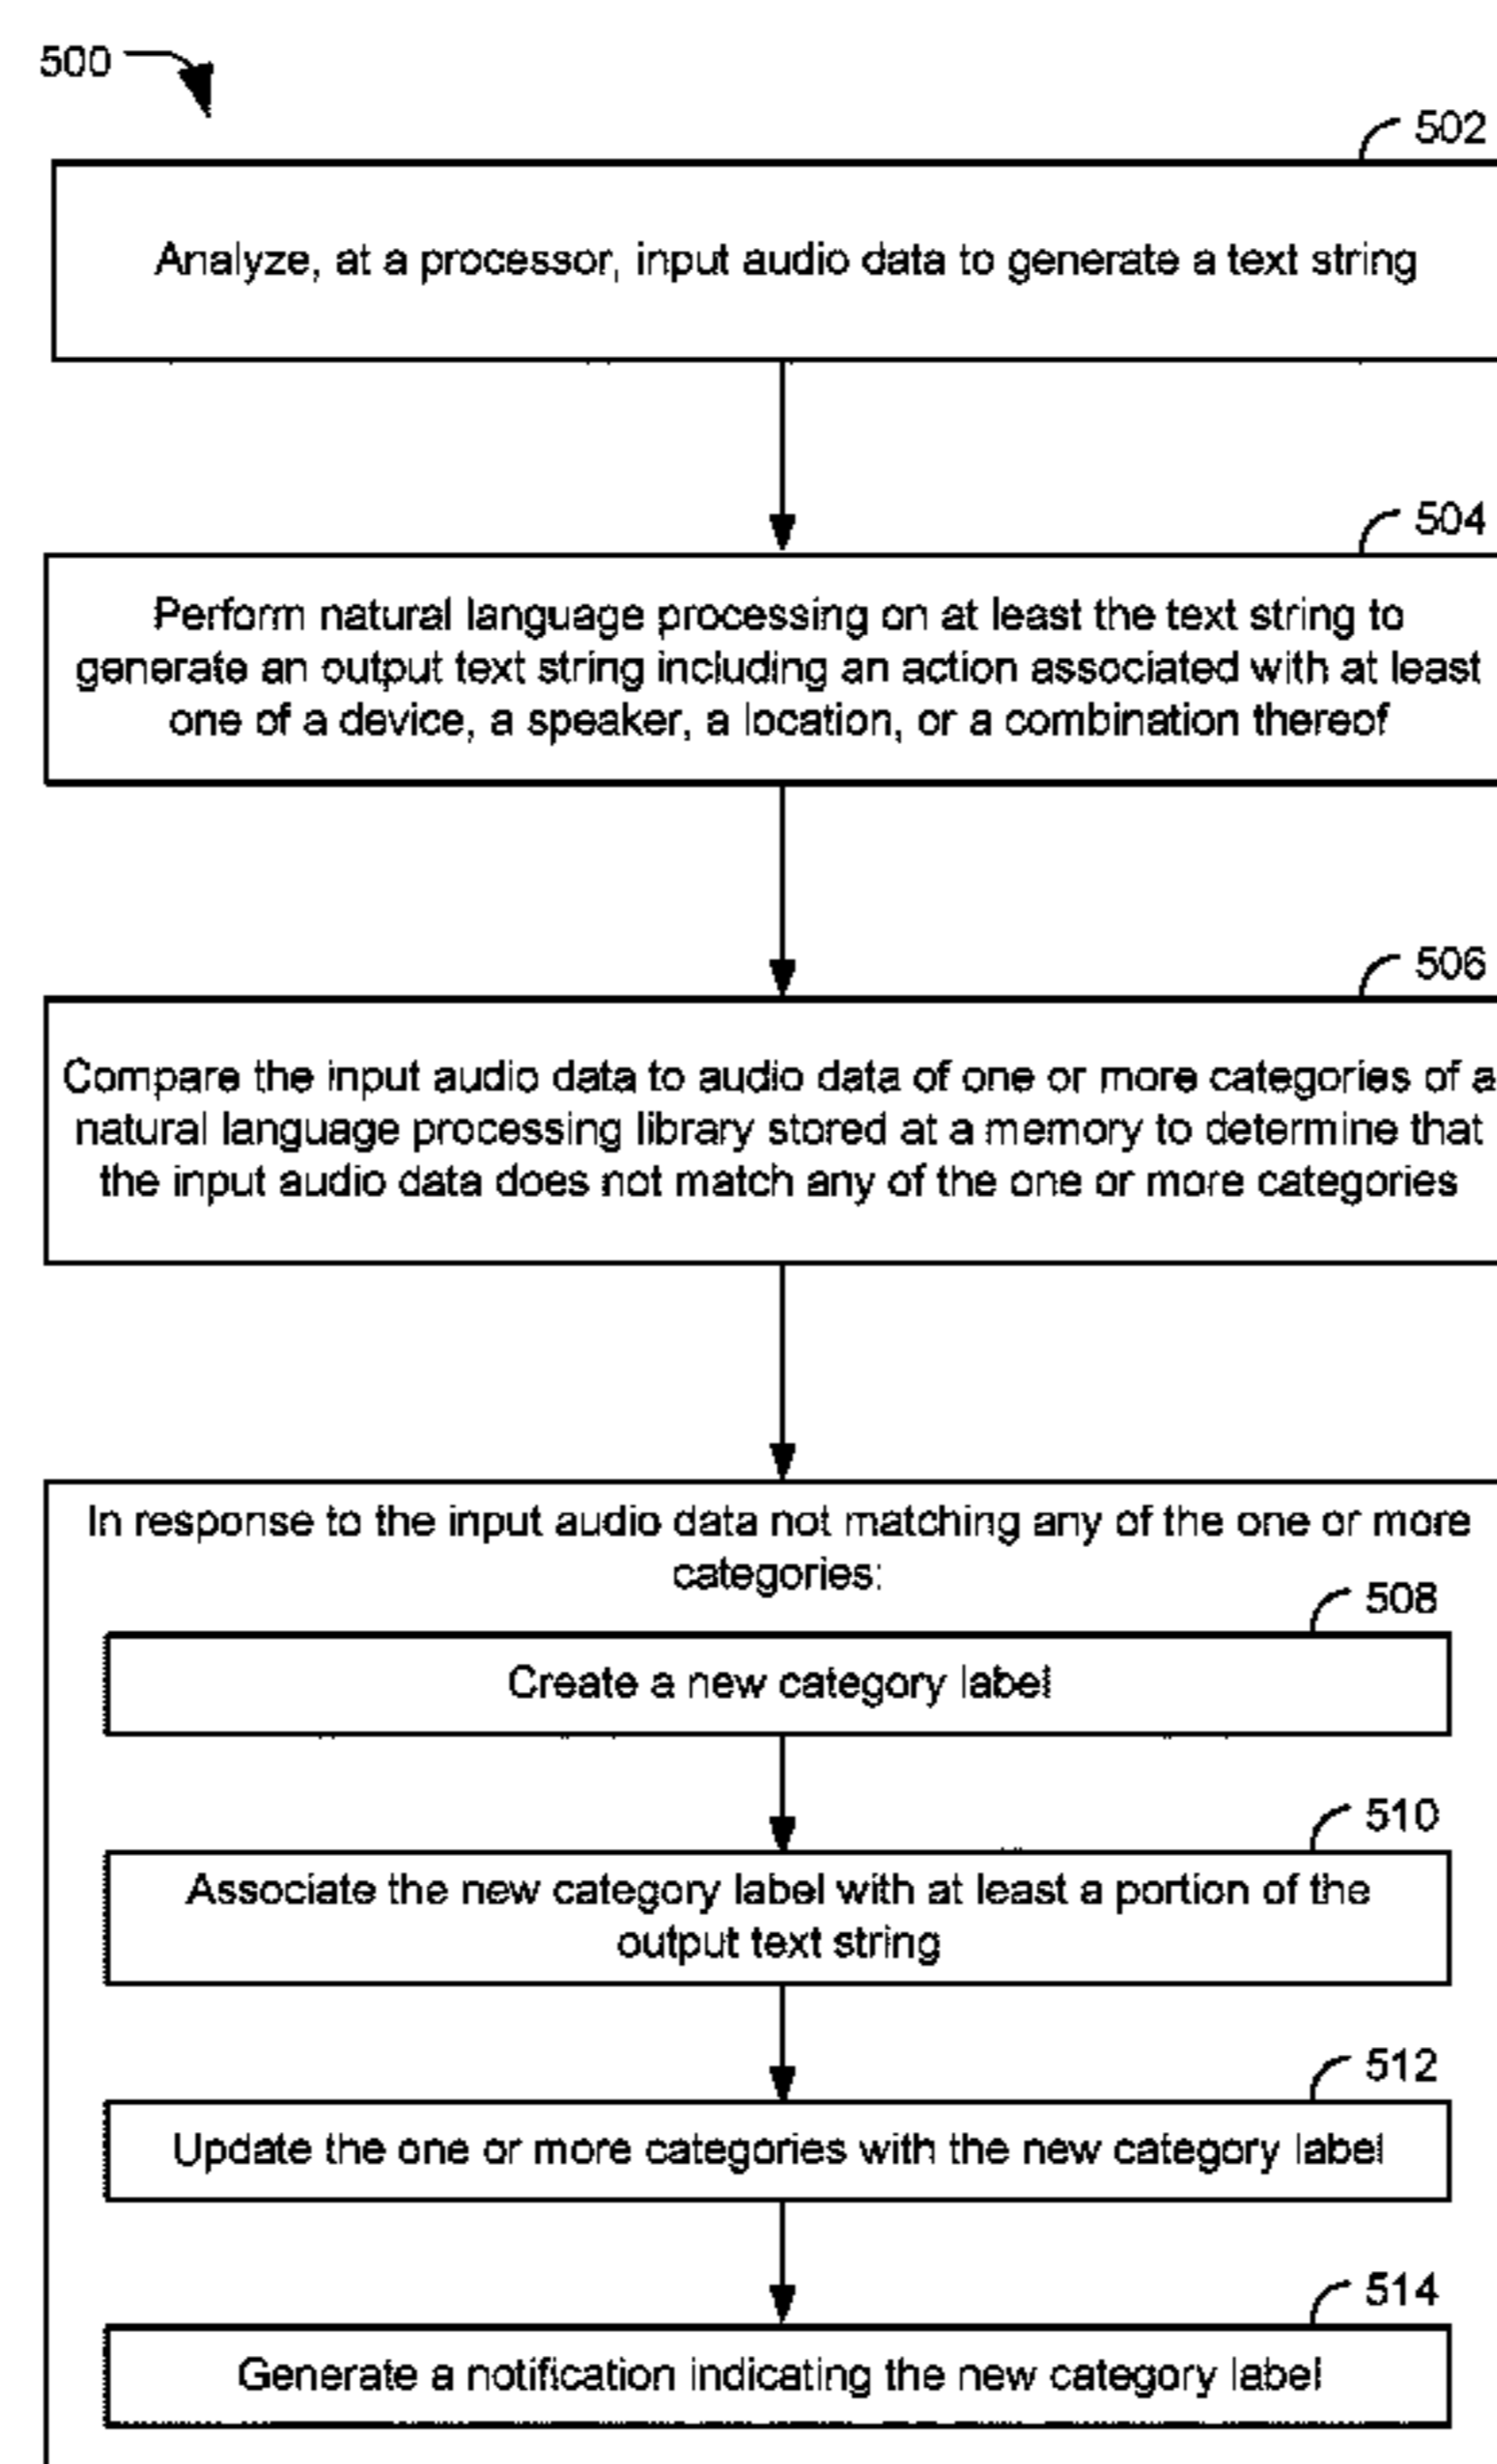 500
502
Analyze, at a processor, input audio data to generate a text string
504
Perform natural language processing on at least the text string to
generate an output text string including an action associated with at least
one of a device, a speaker, a location, or a combination thereof
506
Compare the input audio data to audio data of one or more categories of a
natural language processing library stored at a memory to determine that
the input audio data does not match any of the one or more categories
In response to the input audio data not matching any of the one or more
categories:
508
Create a new category label
510
Associate the new category label with at least a portion of the
output text string
512
Update the one or more categories with the new category label
514
Generate a notification indicating the new category label